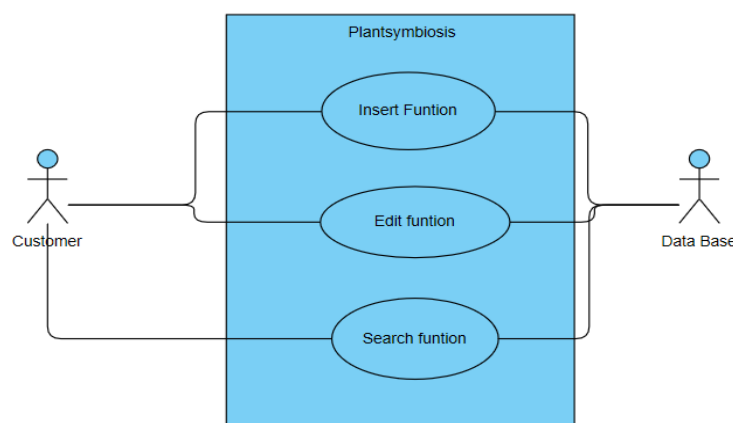 Plantsymbiosis
Insert Funtion
Edit funtion
Customer
Data Base
Search funtion